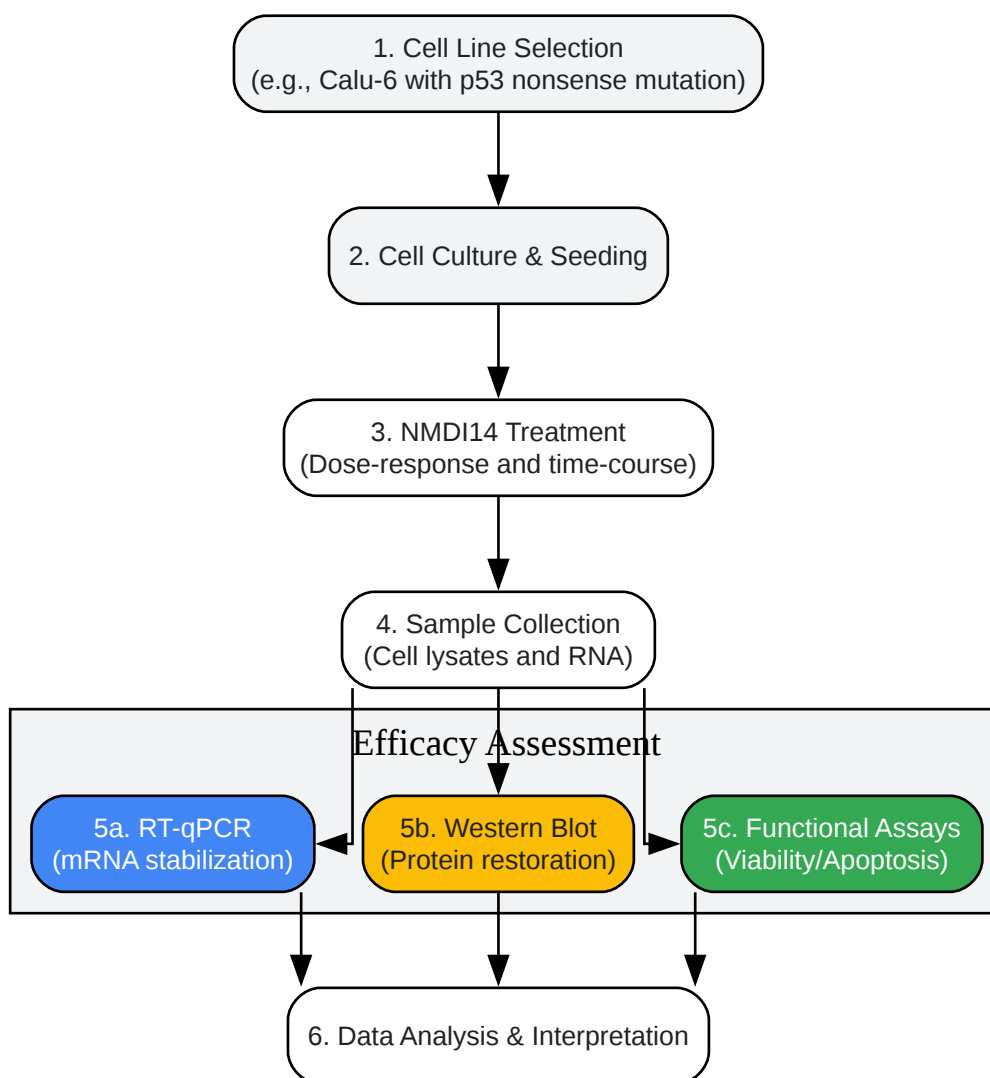 1. Cell Line Selection
(e.g., Calu-6 with p53 nonsense mutation)
2. Cell Culture & Seeding
3. NMDI14 Treatment
(Dose-response and time-course)
4. Sample Collection
(Cell lysates and RNA)
Efficacy Assessment
5a. RT-qPCR
(mRNA stabilization)
5b. Western Blot
(Protein restoration)
5c. Functional Assays
(Viability/Apoptosis)
6. Data Analysis & Interpretation